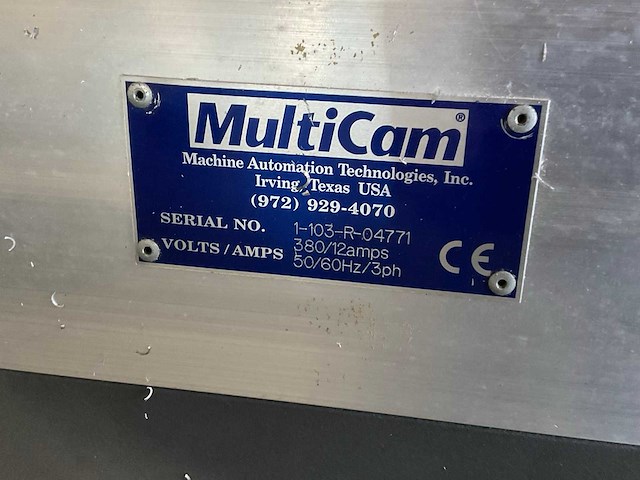 MultiCam®
Machine Automation Technologies, Inc.
Irving, Texas USA
(972) 929-4070
SERIAL NO. 1-103-R-04771
VOLTS/AMPS 380/12amps
50/60Hz/3ph
CE